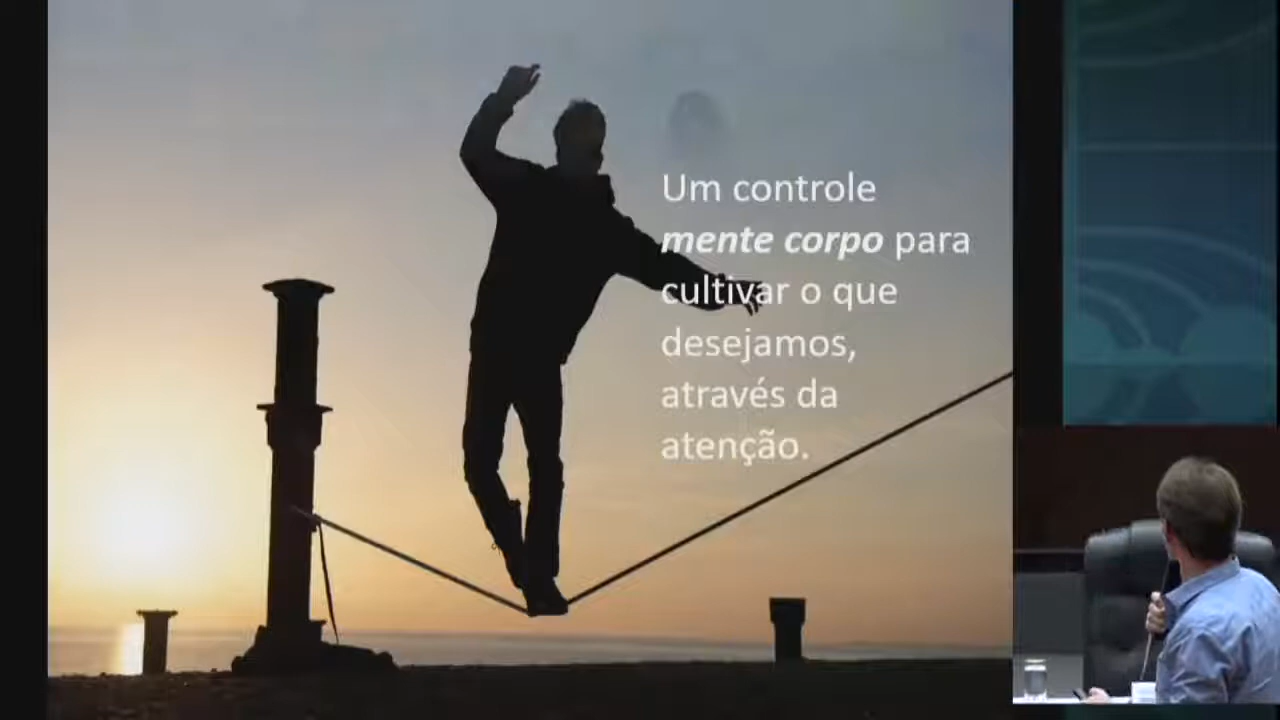 Um controle
mente corpo para
cultivar o que
desejamos,
através da
atenção.